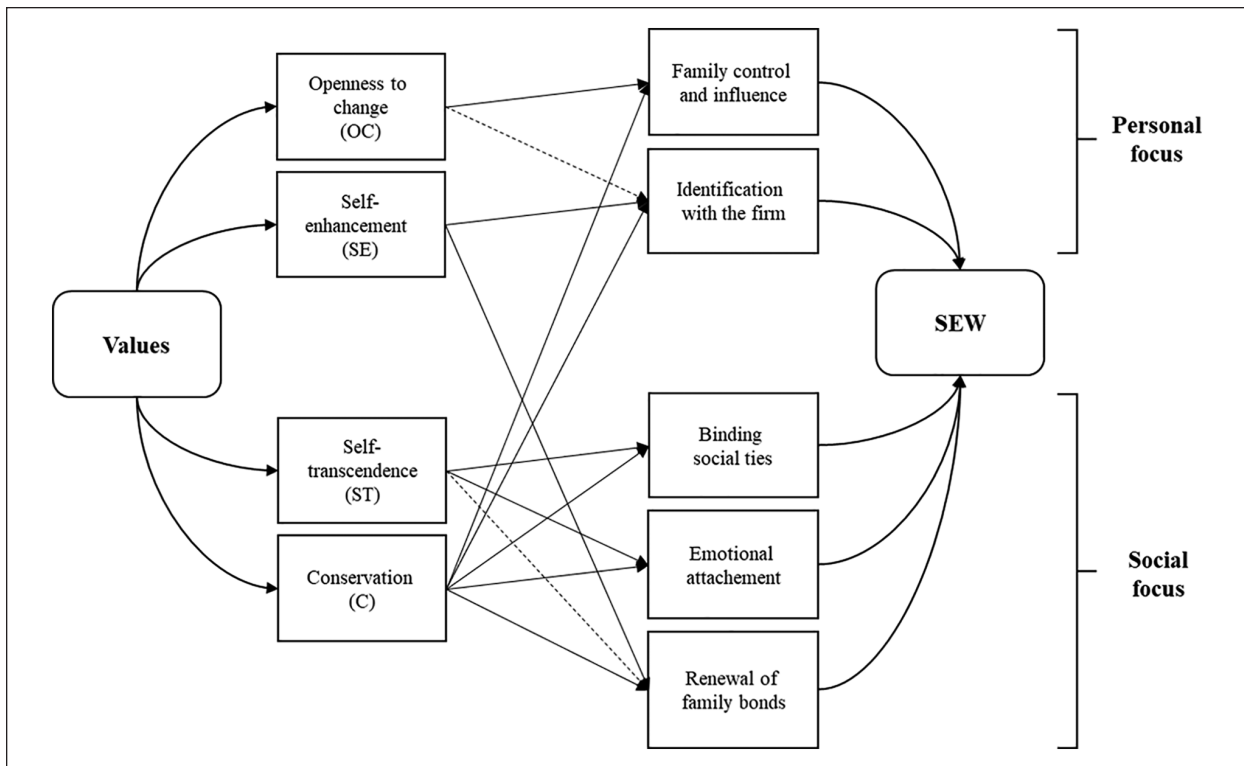 Openness to
change
(OC)
Self-
enhancement
(SE)
Values
Self-
transcendence
(ST)
Conservation
(C)
Family control
and influence
Identification
with the firm
Binding
social ties
Emotional
attachement
Renewal of
family bonds
SEW
Personal
focus
Social
focus